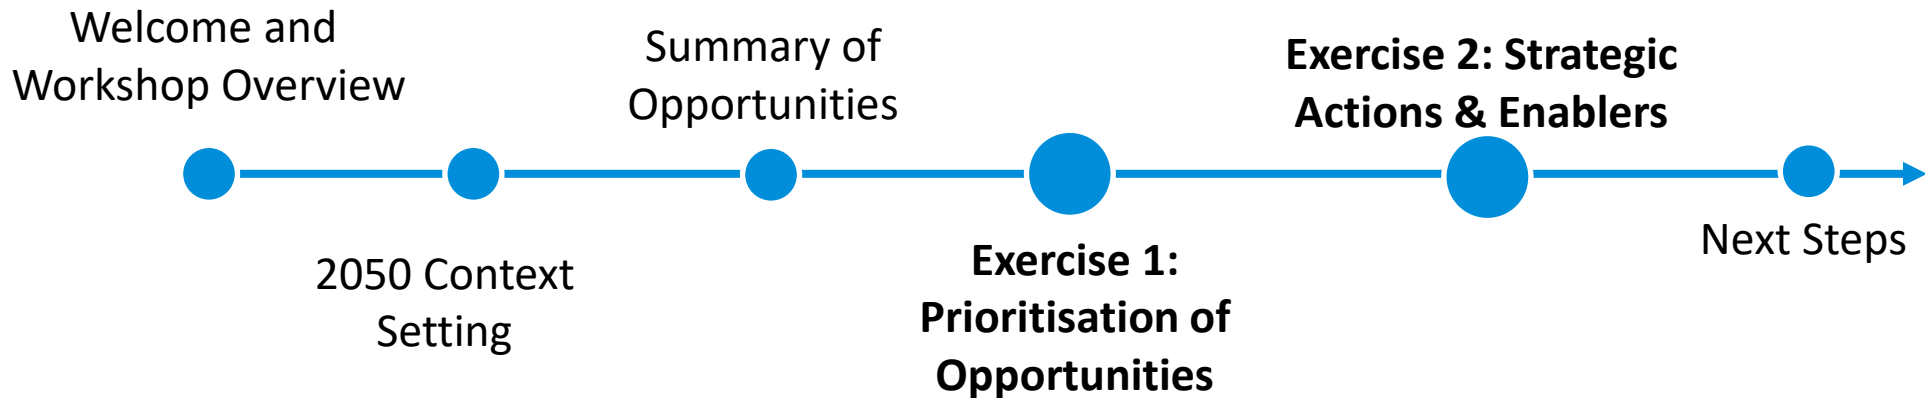 Welcome and
Workshop Overview
2050 Context
Setting
Summary of
Opportunities
Exercise 1:
Prioritisation of
Opportunities
Exercise 2: Strategic
Actions & Enablers
Next Steps